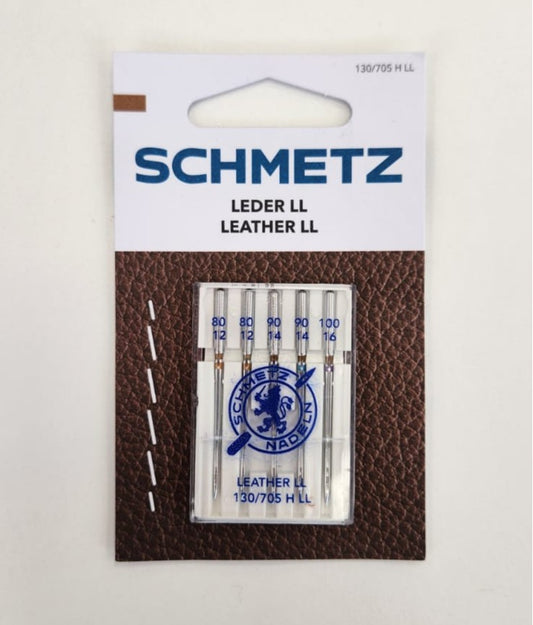 130/705 H LL
SCHMETZ
LEDER LL
LEATHER LL
80 80 90 90 100
12 12 14 14 16
SCHMETZ
NADELN
LEATHER LL
130/705 H LL